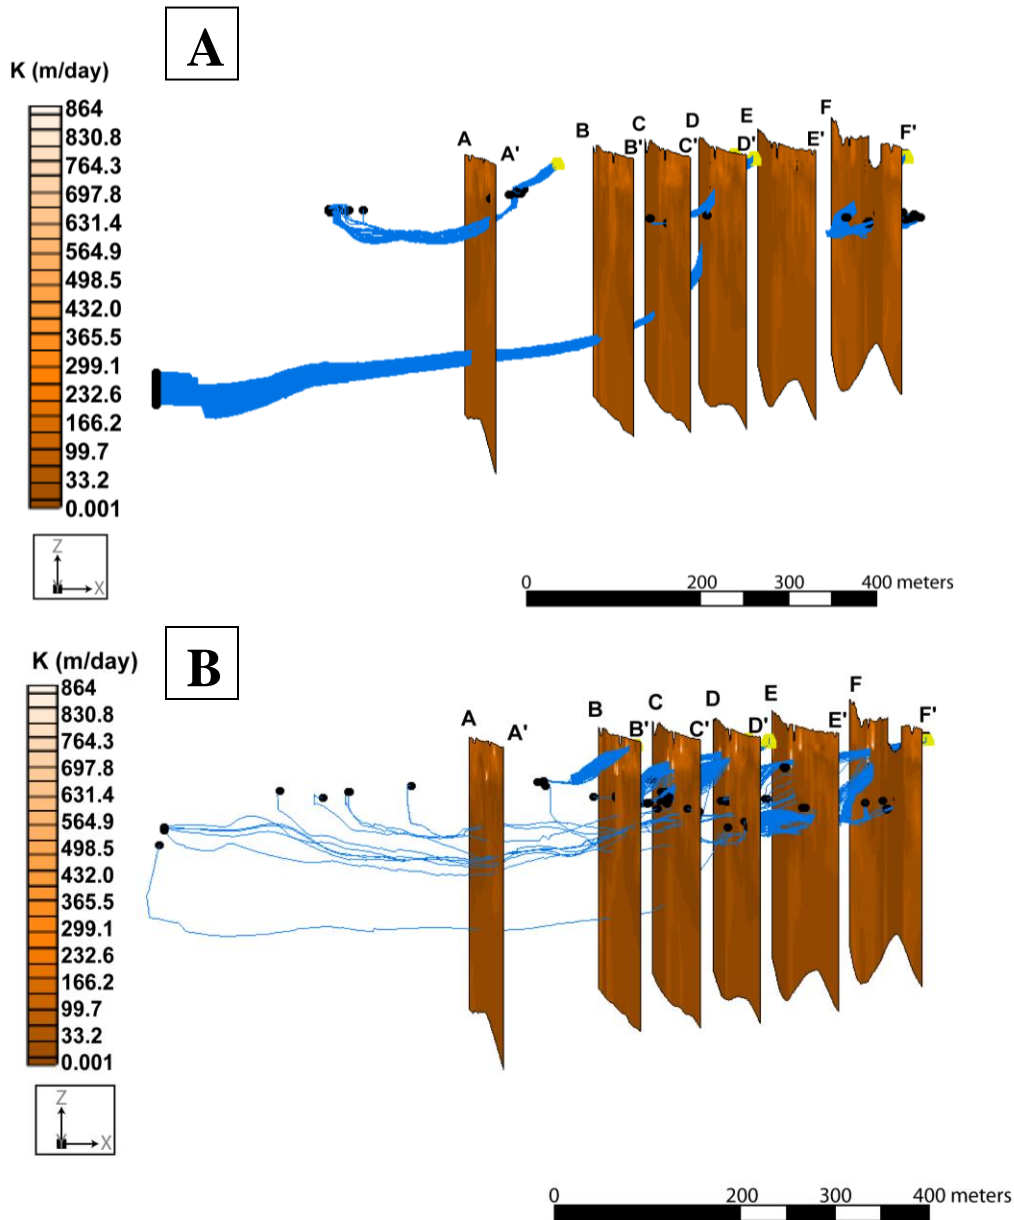 A
K (m/day)
864
830.8
764.3
697.8
631.4
564.9
498.5
432.0
365.5
299.1
232.6
166.2
99.7
33.2
0.001
A
A'
B
B'
C
C'
D
D'
E
E'
F
F'
Z
Y
X
0 200 300 400 meters
B
K (m/day)
864
830.8
764.3
697.8
631.4
564.9
498.5
432.0
365.5
299.1
232.6
166.2
99.7
33.2
0.001
A
A'
B
B'
C
C'
D
D'
E
E'
F
F'
Z
Y
X
0 200 300 400 meters